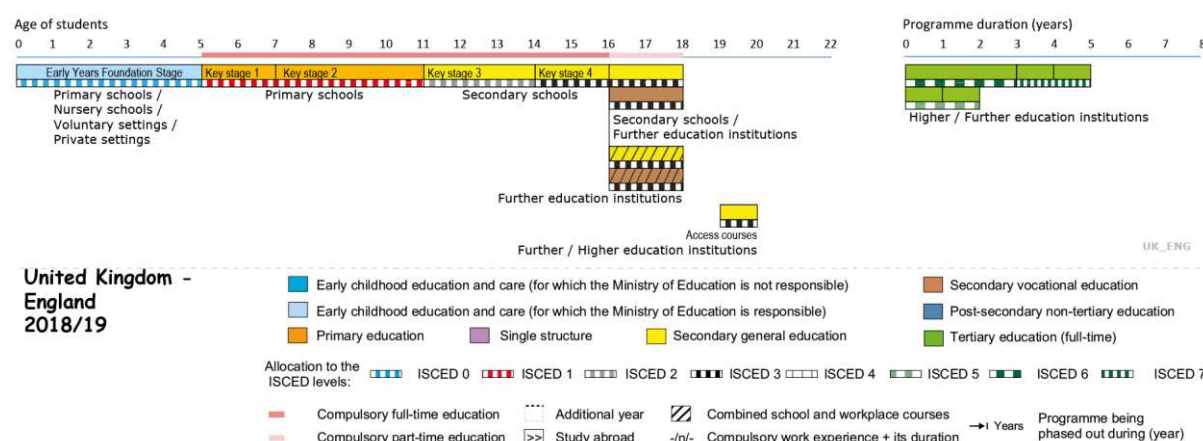 Age of students
Programme duration (years)
0 1 2 3 4 5 6 7 8 9 10 11 12 13 14 15 16 17 18 19 20 21 22
0 1 2 3 4 5 6 7 8
Early Years Foundation Stage
Key stage 1
Key stage 2
Key stage 3
Key stage 4
Primary schools /
Nursery schools /
Voluntary settings /
Private settings
Primary schools
Secondary schools
Secondary schools /
Further education institutions
Higher / Further education institutions
Further education institutions
Access courses
Further / Higher education institutions
UK_ENG
United Kingdom -
England
2018/19
Early childhood education and care (for which the Ministry of Education is not responsible)
Secondary vocational education
Early childhood education and care (for which the Ministry of Education is responsible)
Post-secondary non-tertiary education
Primary education
Single structure
Secondary general education
Tertiary education (full-time)
Allocation to the
ISCED levels:
ISCED 0
ISCED 1
ISCED 2
ISCED 3
ISCED 4
ISCED 5
ISCED 6
ISCED 7
Compulsory full-time education
Additional year
Combined school and workplace courses
Years
Programme being
phased out during (year)
Compulsory part-time education
>> Study abroad
-/n/- Compulsory work experience + its duration